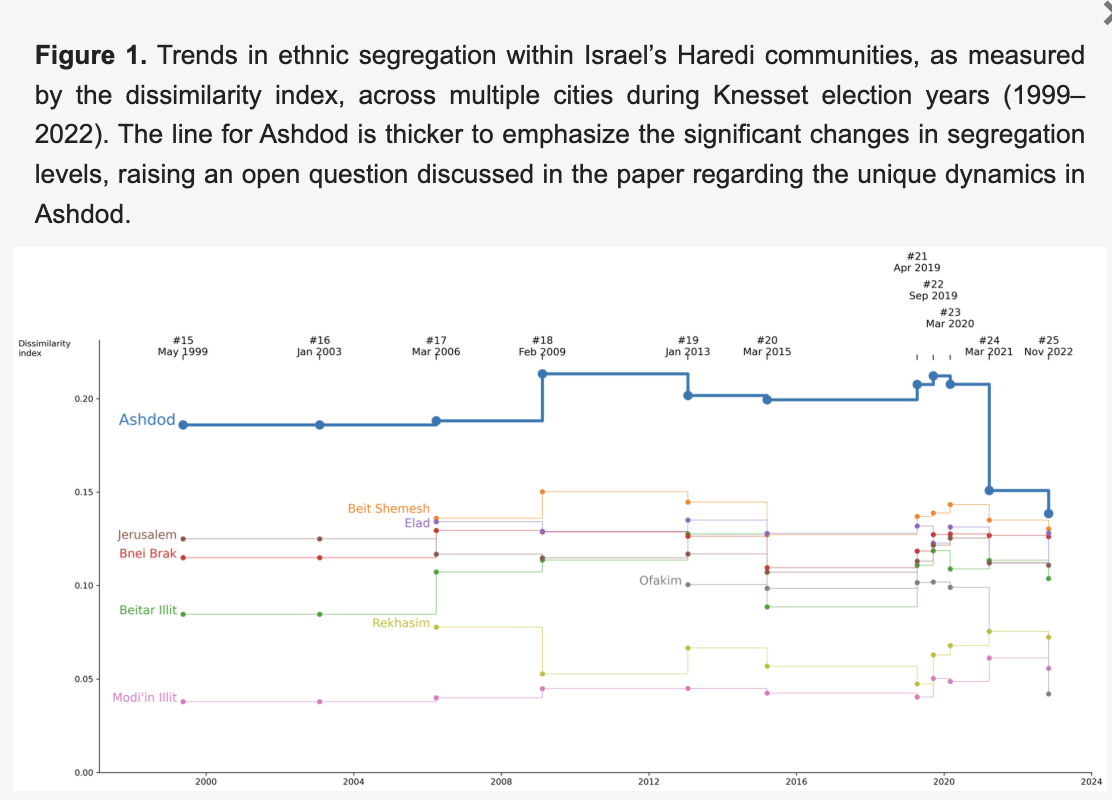 Figure 1. Trends in ethnic segregation within Israel’s Haredi communities, as measured
by the dissimilarity index, across multiple cities during Knesset election years (1999–
2022). The line for Ashdod is thicker to emphasize the significant changes in segregation
levels, raising an open question discussed in the paper regarding the unique dynamics in
Ashdod.
#21
Apr 2019
#22
Sep 2019
#23
Mar 2020
Dissimilarity
index
#15
May 1999
#16
Jan 2003
#17
Mar 2006
#18
Feb 2009
#19
Jan 2013
#20
Mar 2015
#24
Mar 2021
#25
Nov 2022
0.20
Ashdod
0.15
Beit Shemesh
Elad
Jerusalem
Bnei Brak
0.10
Ofakim
Beitar Illit
Rekhasim
0.05
Modi'in Illit
0.00
2000
2004
2008
2012
2016
2020
2024